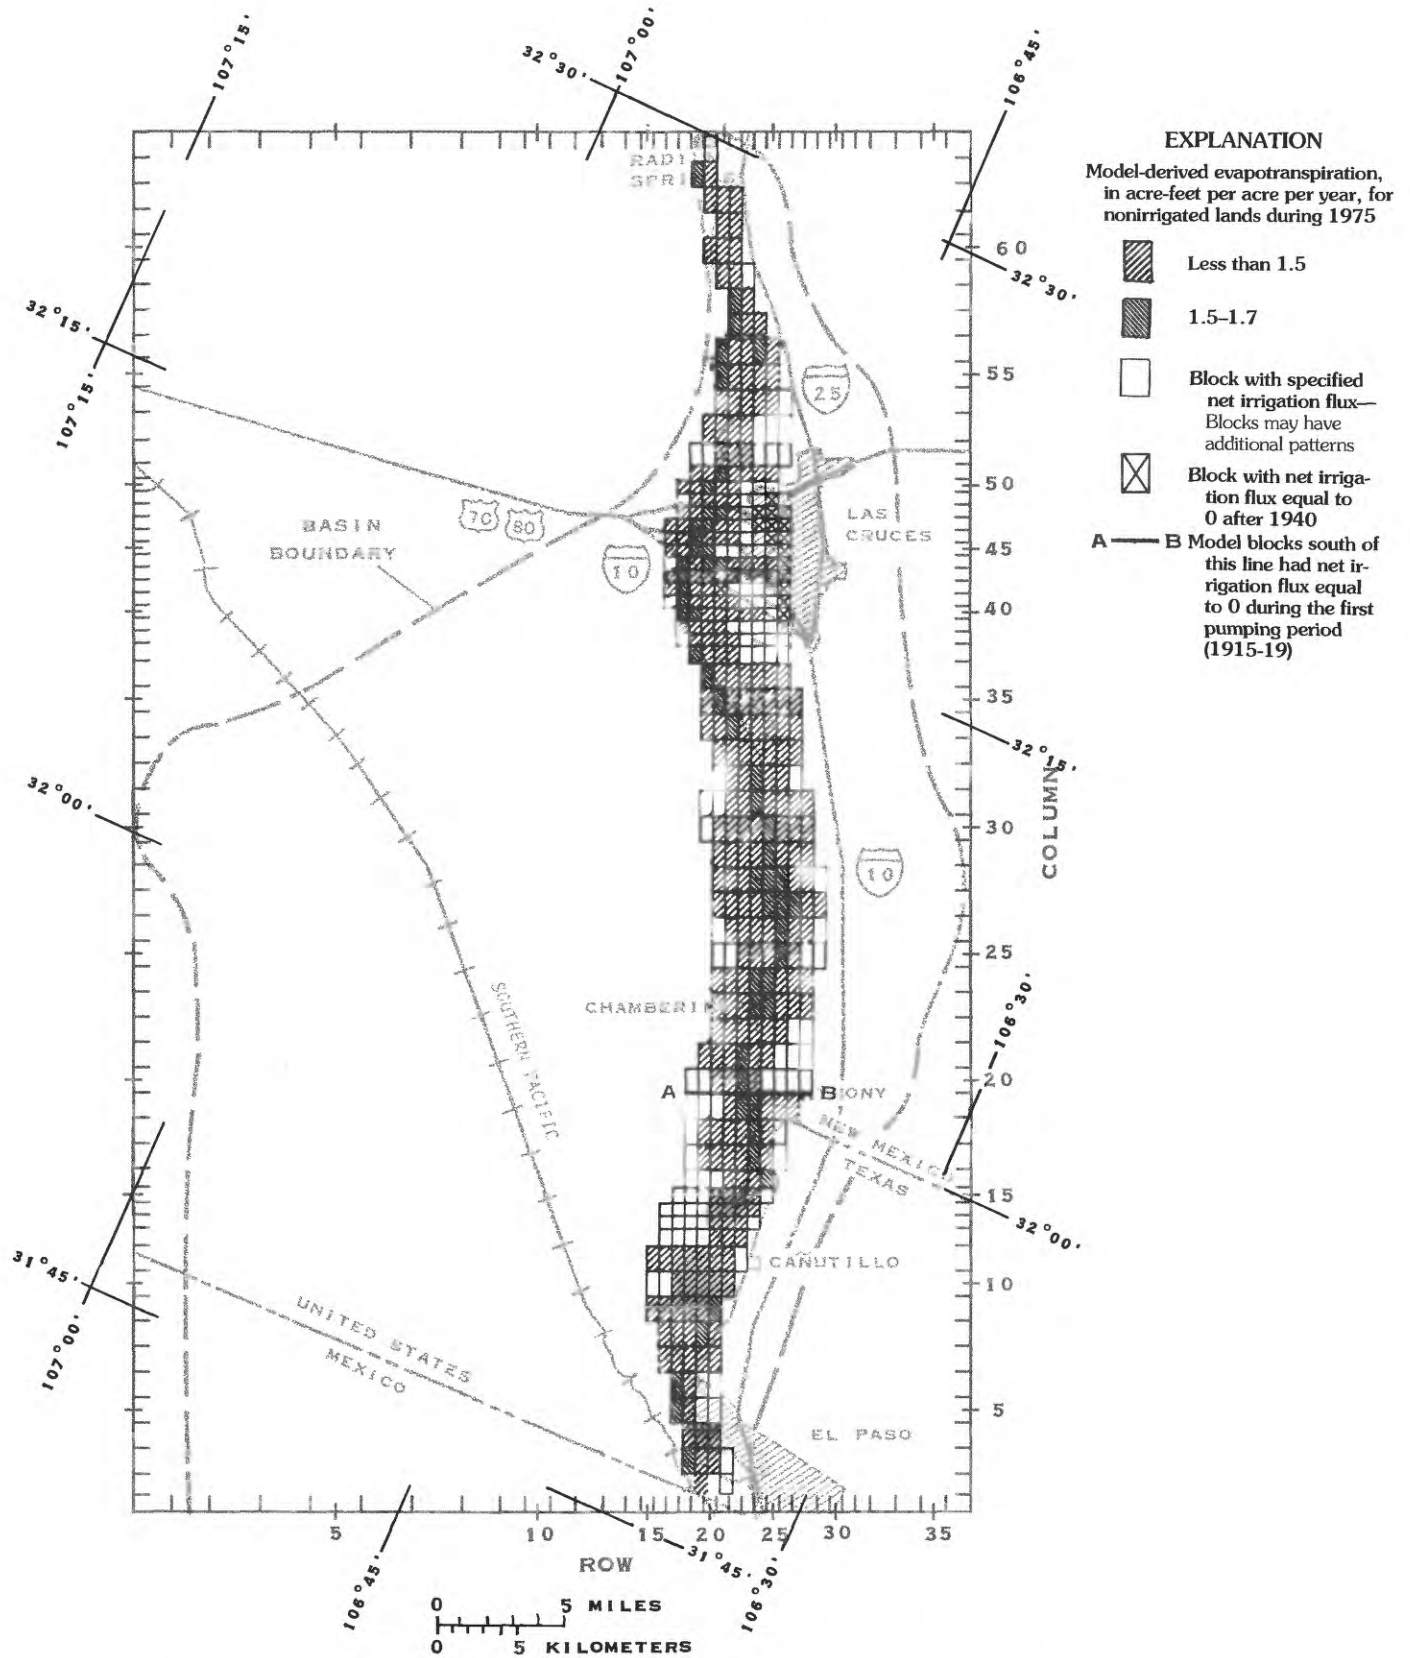 107°15'
32°30'
107°00'
106°45'
EXPLANATION
Model-derived evapotranspiration,
in acre-feet per acre per year, for
nonirrigated lands during 1975
Less than 1.5
1.5–1.7
Block with specified
net irrigation flux—
Blocks may have
additional patterns
Block with net irriga-
tion flux equal to
0 after 1940
A B Model blocks south of
this line had net ir-
rigation flux equal
to 0 during the first
pumping period
(1915-19)
60
32°30'
32°15'
107°15'
55
25
50
70 80
LAS
CRUCES
BASIN
BOUNDARY
10
45
40
35
32°15'
32°00'
30
COLUMN
10
25
CHAMBERI
106°30'
SOUTHERN PACIFIC
20
A
B
ONY
NEW MEXICO
TEXAS
15
32°00'
CANUTILLO
31°45'
10
107°00'
UNITED STATES
MEXICO
5
EL PASO
5 10 15 20 25 30 35
ROW
106°45'
31°45'
106°30'
0 5 MILES
0 5 KILOMETERS